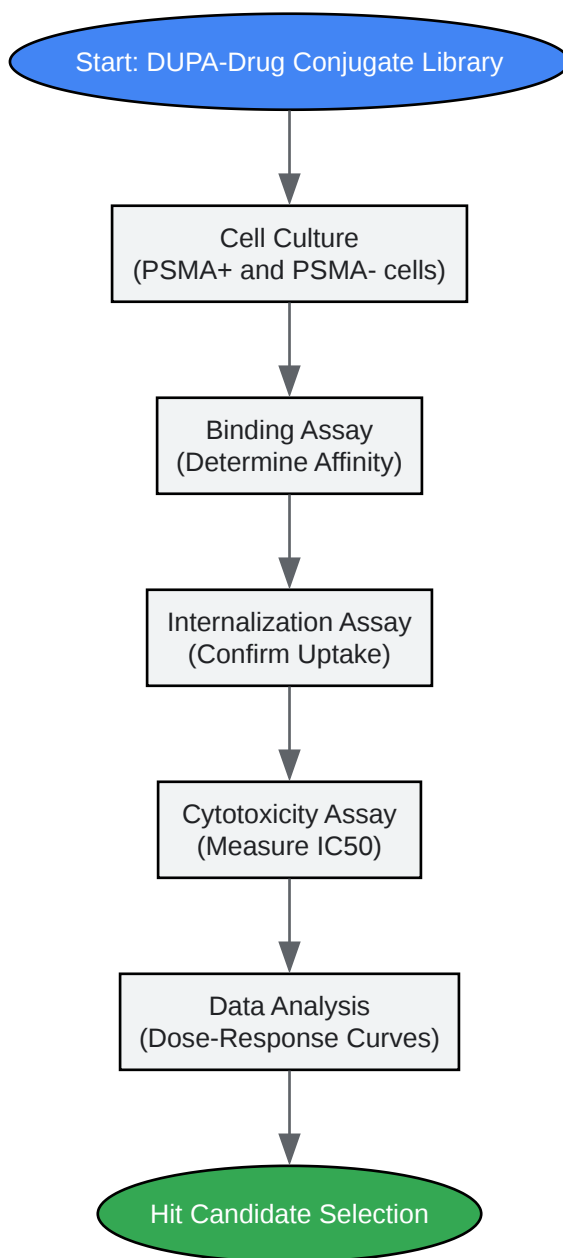 Start: DUPA-Drug Conjugate Library
Cell Culture
(PSMA+ and PSMA- cells)
Binding Assay
(Determine Affinity)
Internalization Assay
(Confirm Uptake)
Cytotoxicity Assay
(Measure IC50)
Data Analysis
(Dose-Response Curves)
Hit Candidate Selection